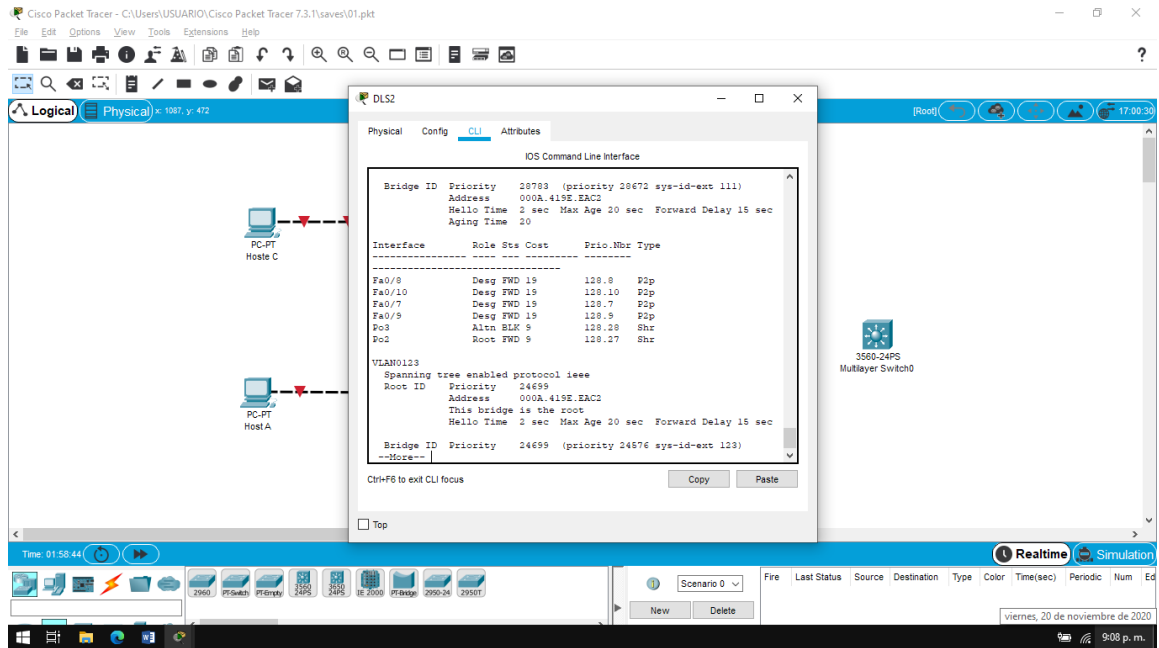 Cisco Packet Tracer - C:\Users\USUARIO\Cisco Packet Tracer 7.3.1\saves\01.pkt
File Edit Options View Tools Extensions Help
?
Logical Physical x: 1087, y: 472 [Root] 17:00:30
PC-PT
Hoste C
PC-PT
Host A
3560-24PS
Multilayer Switch0
DLS2
Physical Config CLI Attributes
IOS Command Line Interface
Bridge ID Priority 28783 (priority 28672 sys-id-ext 111)
Address 000A.419E.EAC2
Hello Time 2 sec Max Age 20 sec Forward Delay 15 sec
Aging Time 20
Interface Role Sts Cost Prio.Nbr Type
---------------- ---- --- --------- --------
--------------------------------
Fa0/8 Desg FWD 19 128.8 P2p
Fa0/10 Desg FWD 19 128.10 P2p
Fa0/7 Desg FWD 19 128.7 P2p
Fa0/9 Desg FWD 19 128.9 P2p
Po3 Altn BLK 9 128.28 Shr
Po2 Root FWD 9 128.27 Shr
VLAN0123
Spanning tree enabled protocol ieee
Root ID Priority 24699
Address 000A.419E.EAC2
This bridge is the root
Hello Time 2 sec Max Age 20 sec Forward Delay 15 sec
Bridge ID Priority 24699 (priority 24576 sys-id-ext 123)
--More--
Ctrl+F6 to exit CLI focus Copy Paste
Top
Time: 01:58:44 Realtime Simulation
2960 PT-Switch PT-Empty 3560 24PS 3650 24PS IE 2000 PT-Bridge 2950-24 2950T
Scenario 0
New Delete
Fire Last Status Source Destination Type Color Time(sec) Periodic Num Ed
viernes, 20 de noviembre de 2020
9:08 p. m.